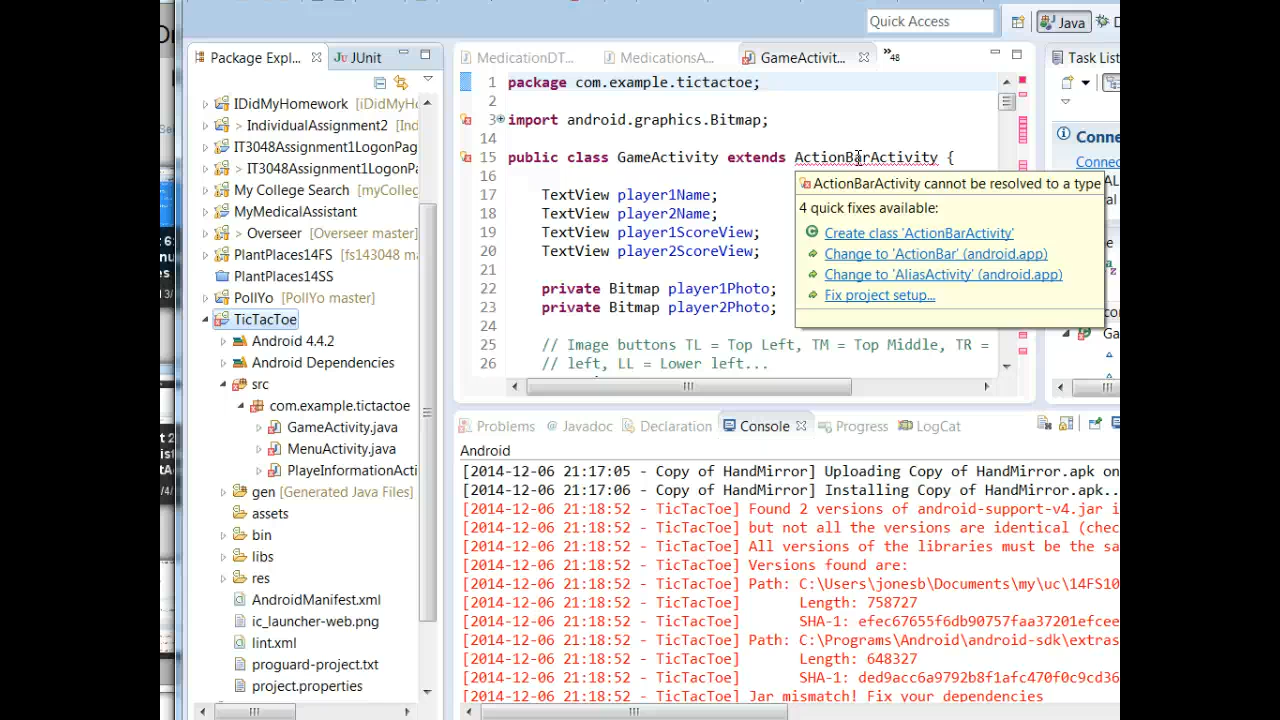 Quick Access
Java
Package Expl...
JUnit
MedicationDT...
MedicationsA...
GameActivit...
»48
Task List
IDidMyHomework [iDidMyHo
> IndividualAssignment2 [Ind
IT3048Assignment1LogonPag
> IT3048Assignment1LogonPa
My College Search [myColleg
MyMedicalAssistant
> Overseer [Overseer master]
PlantPlaces14FS [fs143048 ma
PlantPlaces14SS
PollYo [PollYo master]
TicTacToe
Android 4.4.2
Android Dependencies
src
com.example.tictactoe
GameActivity.java
MenuActivity.java
PlayeInformationActi
gen [Generated Java Files]
assets
bin
libs
res
AndroidManifest.xml
ic_launcher-web.png
lint.xml
proguard-project.txt
project.properties
1 package com.example.tictactoe;
2
3 import android.graphics.Bitmap;
14
15 public class GameActivity extends ActionBarActivity {
16
17 TextView player1Name;
18 TextView player2Name;
19 TextView player1ScoreView;
20 TextView player2ScoreView;
21
22 private Bitmap player1Photo;
23 private Bitmap player2Photo;
24
25 // Image buttons TL = Top Left, TM = Top Middle, TR =
26 // left, LL = Lower left...
ActionBarActivity cannot be resolved to a type
4 quick fixes available:
Create class 'ActionBarActivity'
Change to 'ActionBar' (android.app)
Change to 'AliasActivity' (android.app)
Fix project setup...
Conne
Connec
Problems
@ Javadoc
Declaration
Console
Progress
LogCat
Android
[2014-12-06 21:17:05 - Copy of HandMirror] Uploading Copy of HandMirror.apk on
[2014-12-06 21:17:06 - Copy of HandMirror] Installing Copy of HandMirror.apk..
[2014-12-06 21:18:52 - TicTacToe] Found 2 versions of android-support-v4.jar i
[2014-12-06 21:18:52 - TicTacToe] but not all the versions are identical (chec
[2014-12-06 21:18:52 - TicTacToe] All versions of the libraries must be the sa
[2014-12-06 21:18:52 - TicTacToe] Versions found are:
[2014-12-06 21:18:52 - TicTacToe] Path: C:\Users\jonesb\Documents\my\uc\14FS10
[2014-12-06 21:18:52 - TicTacToe] Length: 758727
[2014-12-06 21:18:52 - TicTacToe] SHA-1: efec67655f6db90757faa37201efcee
[2014-12-06 21:18:52 - TicTacToe] Path: C:\Programs\Android\android-sdk\extras
[2014-12-06 21:18:52 - TicTacToe] Length: 648327
[2014-12-06 21:18:52 - TicTacToe] SHA-1: ded9acc6a9792b8f1afc470f0c9cd36
[2014-12-06 21:18:52 - TicTacToe] Jar mismatch! Fix your dependencies